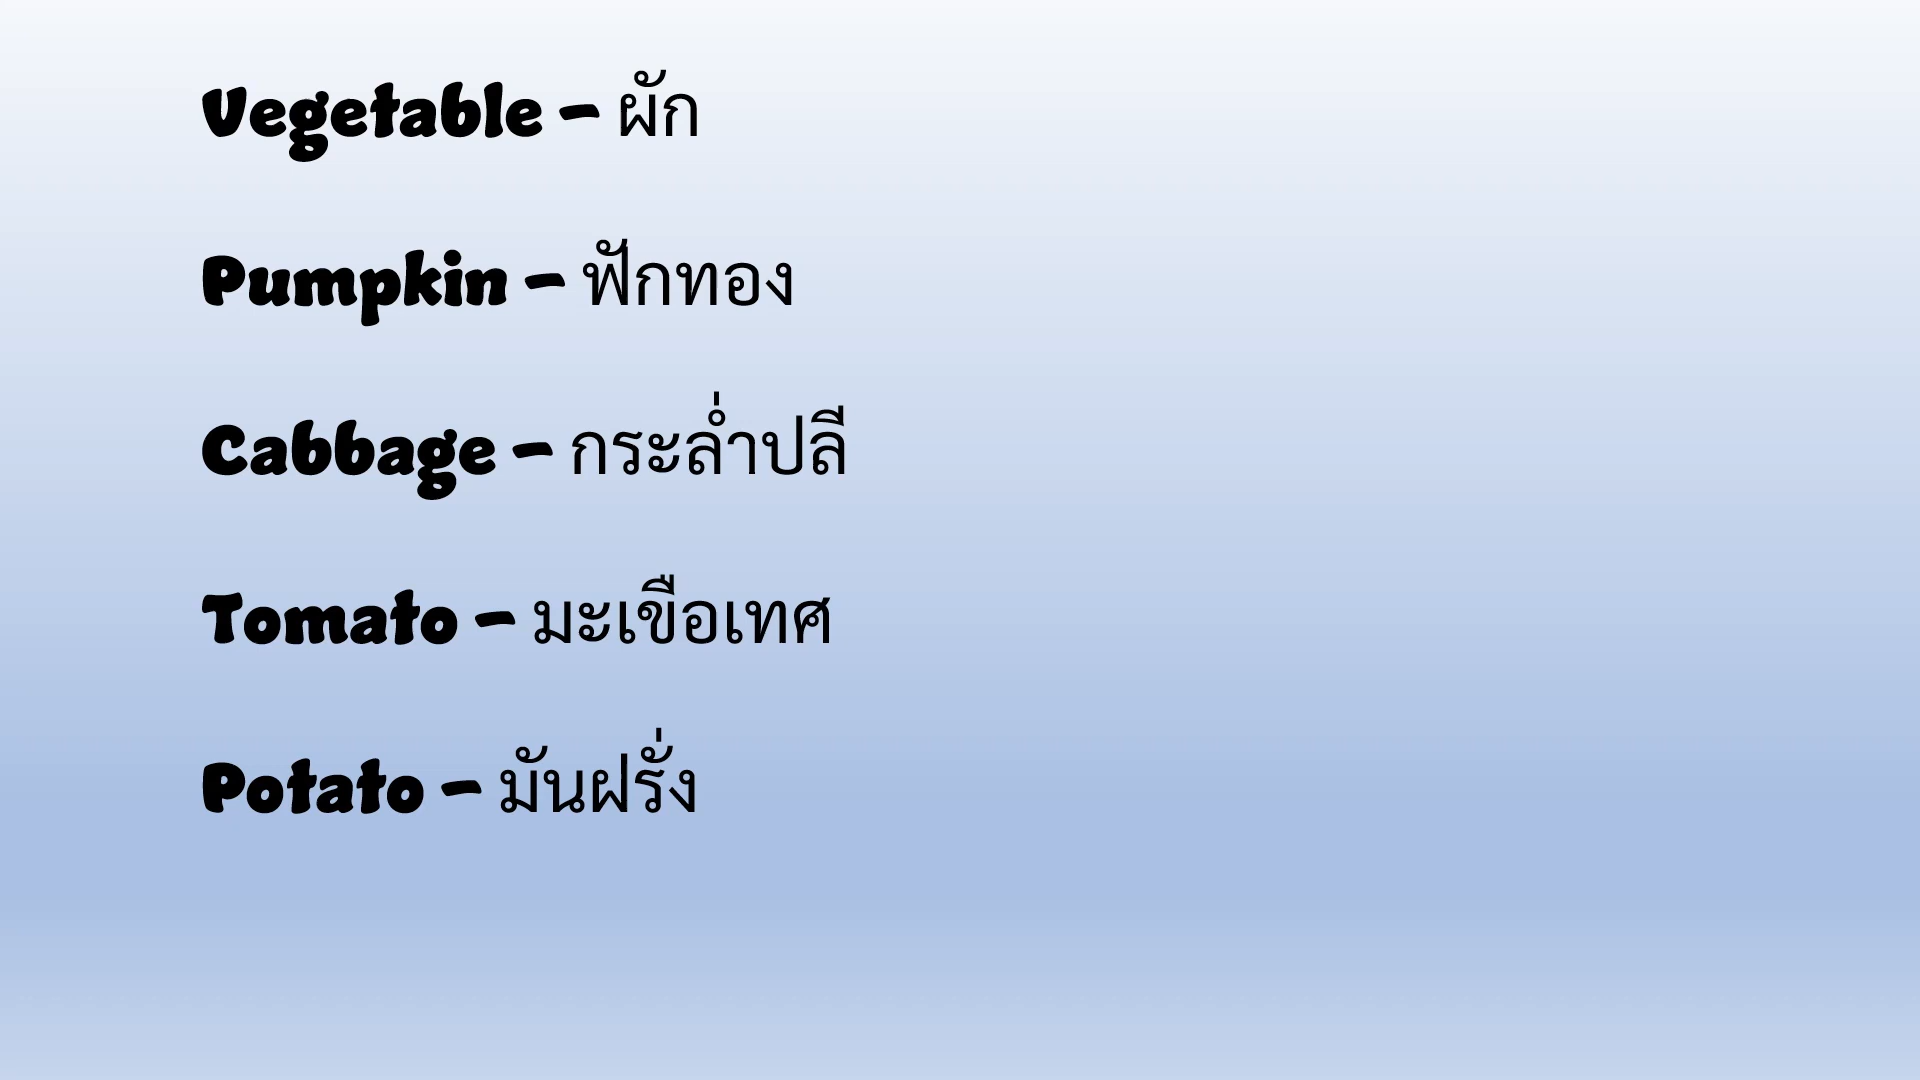 Vegetable – ผัก
Pumpkin – ฟักทอง
Cabbage – กระล่ำปลี
Tomato – มะเขือเทศ
Potato – มันฝรั่ง